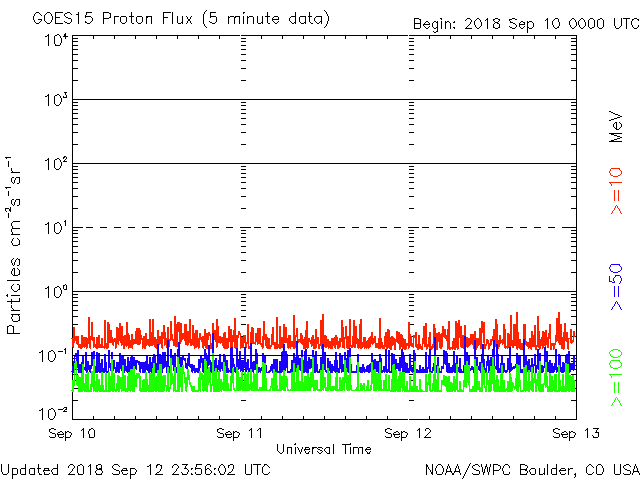 GOES15 Proton Flux (5 minute data)
Begin: 2018 Sep 10 0000 UTC
Particles cm⁻²s⁻¹sr⁻¹
10⁴
10³
10²
10¹
10⁰
10⁻¹
10⁻²
MeV
>=10
>=50
>=100
Sep 10
Sep 11
Sep 12
Sep 13
Universal Time
Updated 2018 Sep 12 23:56:02 UTC
NOAA/SWPC Boulder, CO USA